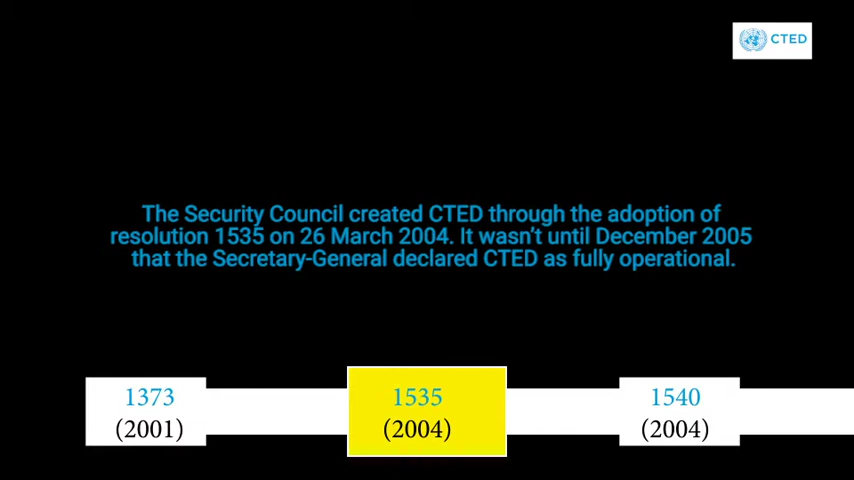 CTED
The Security Council created CTED through the adoption of
resolution 1535 on 26 March 2004. It wasn't until December 2005
that the Secretary-General declared CTED as fully operational.
1373
(2001)
1535
(2004)
1540
(2004)